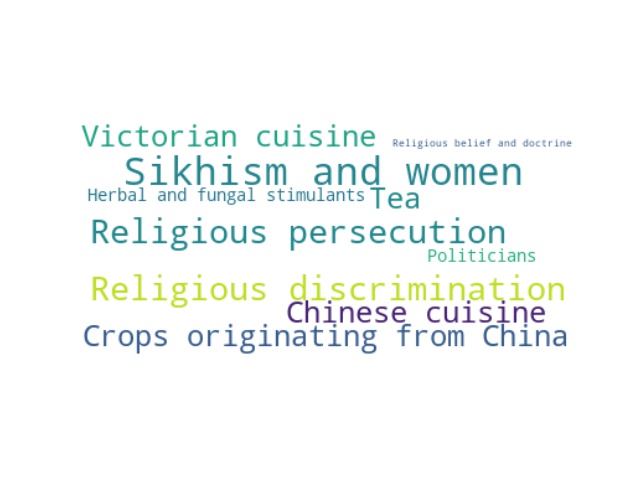 Victorian cuisine
Religious belief and doctrine
Sikhism and women
Herbal and fungal stimulants
Tea
Religious persecution
Politicians
Religious discrimination
Chinese cuisine
Crops originating from China